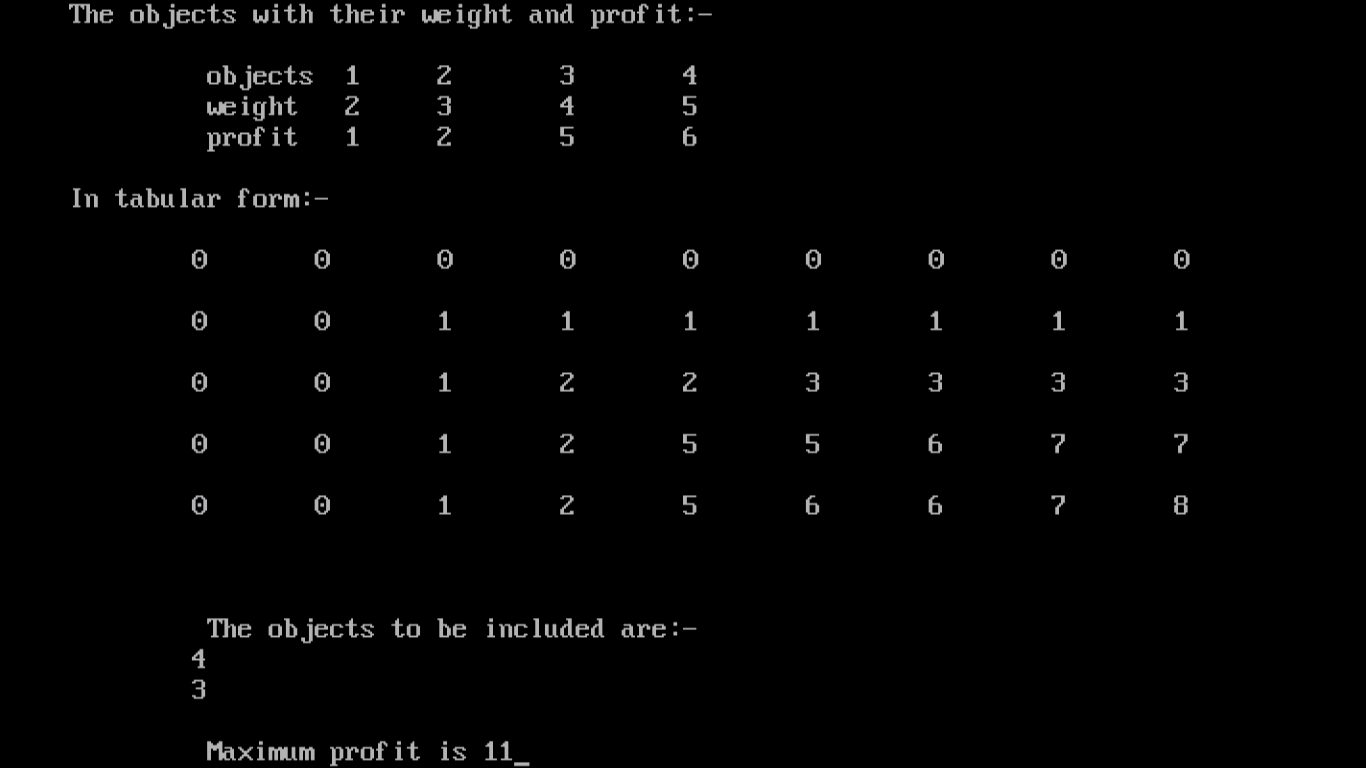 The objects with their weight and profit:-
objects 1 2 3 4
weight 2 3 4 5
profit 1 2 5 6
In tabular form:-
0 0 0 0 0 0 0 0 0
0 0 1 1 1 1 1 1 1
0 0 1 2 2 3 3 3 3
0 0 1 2 5 5 6 7 7
0 0 1 2 5 6 6 7 8
The objects to be included are:-
4
3
Maximum profit is 11_